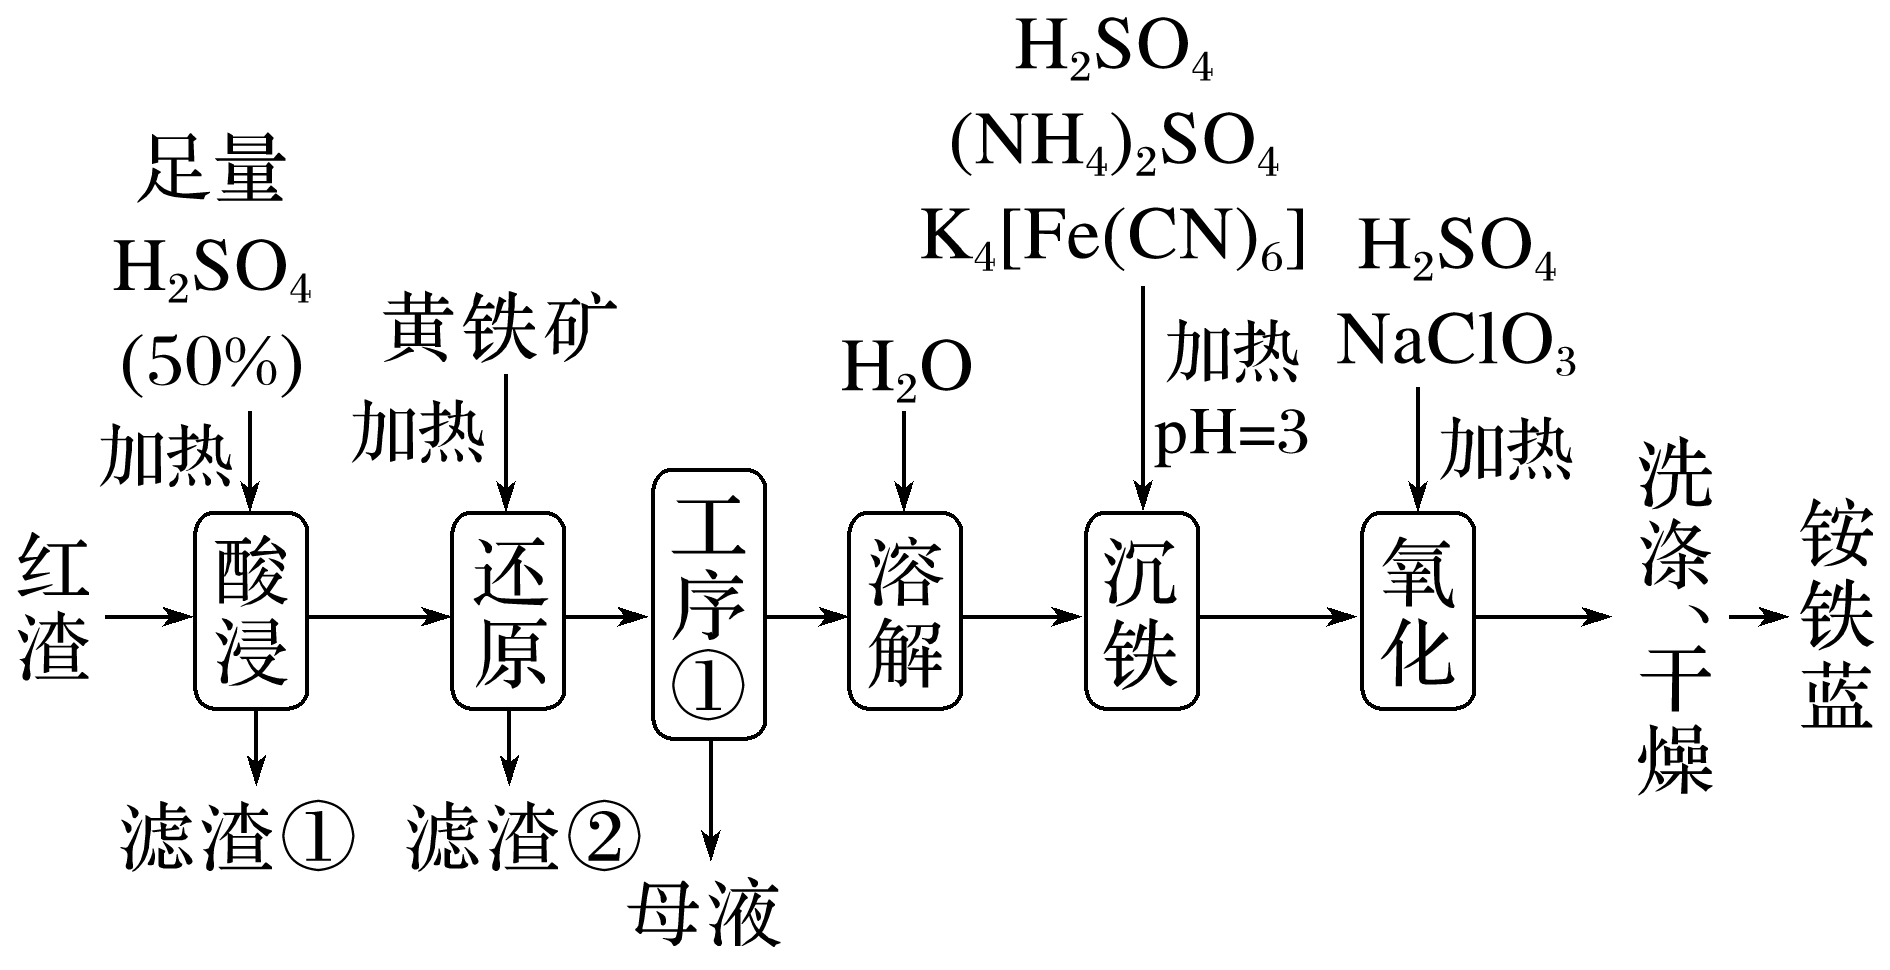 足量
H₂SO₄
(50%)
加热
黄铁矿
加热
H₂O
H₂SO₄
(NH₄)₂SO₄
K₄[Fe(CN)₆]
加热
pH=3
H₂SO₄
NaClO₃
加热
红渣
酸浸
还原
工序①
溶解
沉铁
氧化
洗涤、干燥
铵铁蓝
滤渣①
滤渣②
母液